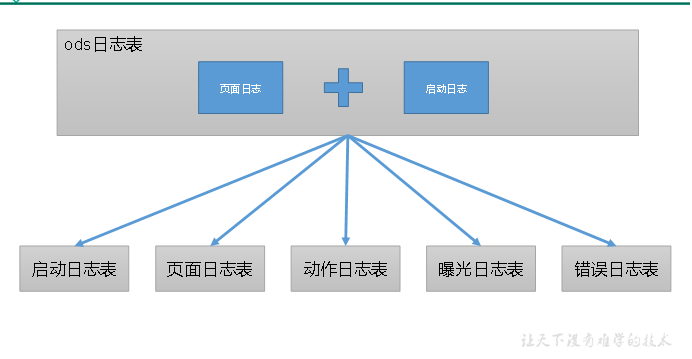 ods日志表
页面日志
启动日志
启动日志表
页面日志表
动作日志表
曝光日志表
错误日志表
让天下没有难学的技术